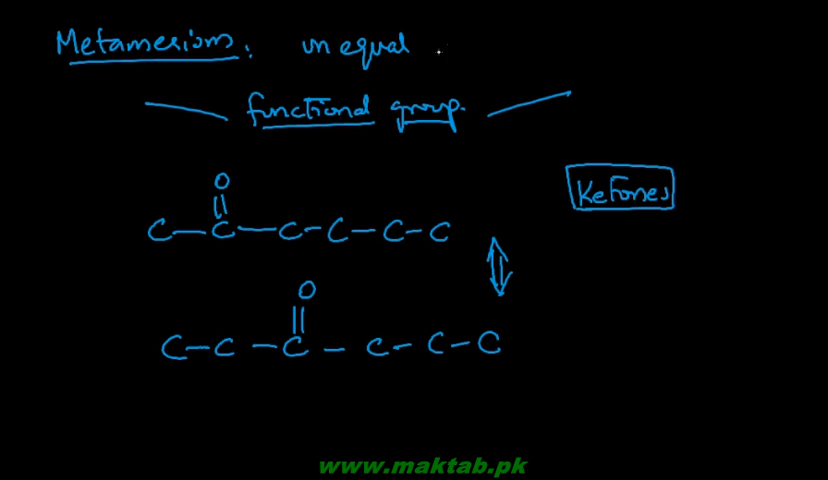 Metamerism: unequal .
functional group.
Ketones
O
||
C—C—C—C—C—C
O
||
C—C—C—C—C—C
www.maktab.pk